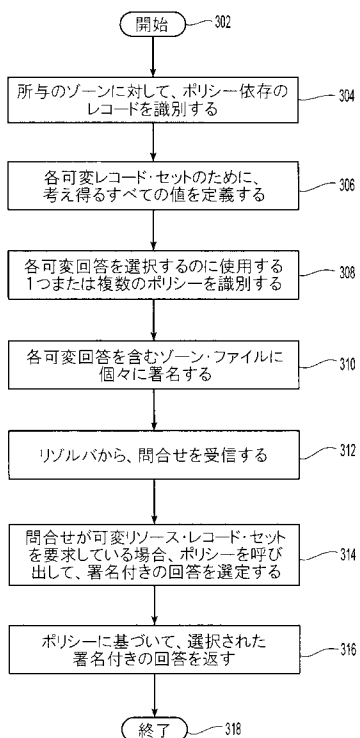 開始
302
所与のゾーンに対して、ポリシー依存の
レコードを識別する
304
各可変レコード・セットのために、
考え得るすべての値を定義する
306
各可変回答を選択するのに使用する
1つまたは複数のポリシーを識別する
308
各可変回答を含むゾーン・ファイルに
個々に署名する
310
リゾルバから、問合せを受信する
312
問合せが可変リソース・レコード・セット
を要求している場合、ポリシーを呼び
出して、署名付きの回答を選定する
314
ポリシーに基づいて、選択された
署名付きの回答を返す
316
終了
318